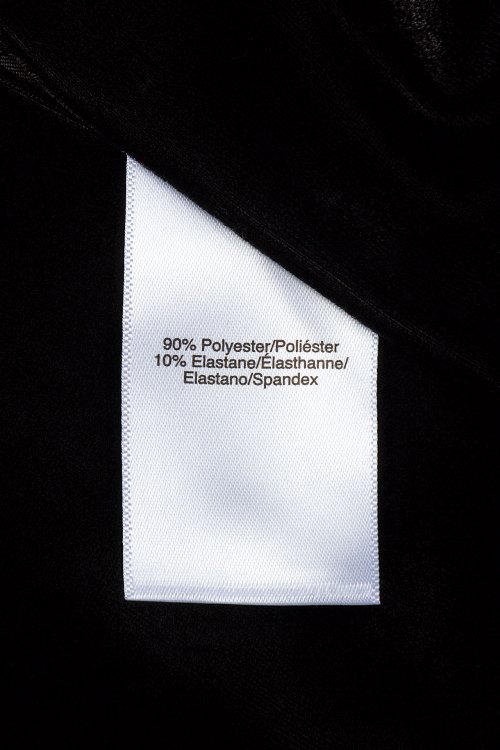 90% Polyester/Poliéster
10% Elastane/Élasthanne/
Elastano/Spandex